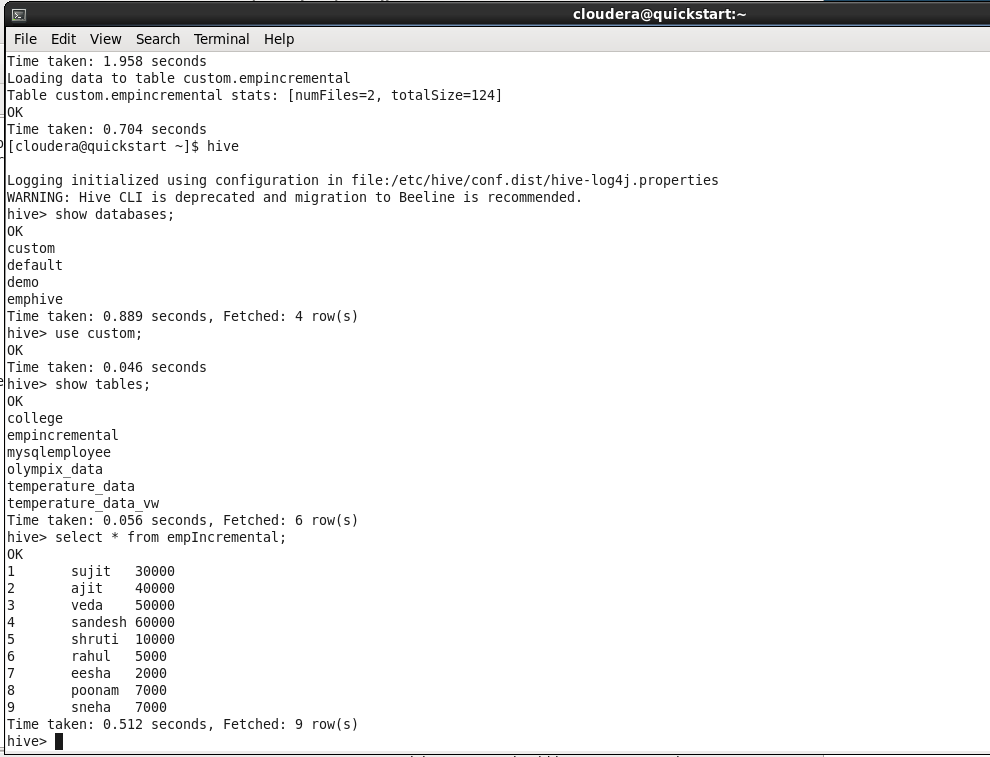 cloudera@quickstart:~
File Edit View Search Terminal Help
Time taken: 1.958 seconds
Loading data to table custom.empincremental
Table custom.empincremental stats: [numFiles=2, totalSize=124]
OK
Time taken: 0.704 seconds
[cloudera@quickstart ~]$ hive
Logging initialized using configuration in file:/etc/hive/conf.dist/hive-log4j.properties
WARNING: Hive CLI is deprecated and migration to Beeline is recommended.
hive> show databases;
OK
custom
default
demo
emphive
Time taken: 0.889 seconds, Fetched: 4 row(s)
hive> use custom;
OK
Time taken: 0.046 seconds
hive> show tables;
OK
college
empincremental
mysqlemployee
olympix_data
temperature_data
temperature_data_vw
Time taken: 0.056 seconds, Fetched: 6 row(s)
hive> select * from empIncremental;
OK
1 sujit 30000
2 ajit 40000
3 veda 50000
4 sandesh 60000
5 shruti 10000
6 rahul 5000
7 eesha 2000
8 poonam 7000
9 sneha 7000
Time taken: 0.512 seconds, Fetched: 9 row(s)
hive>